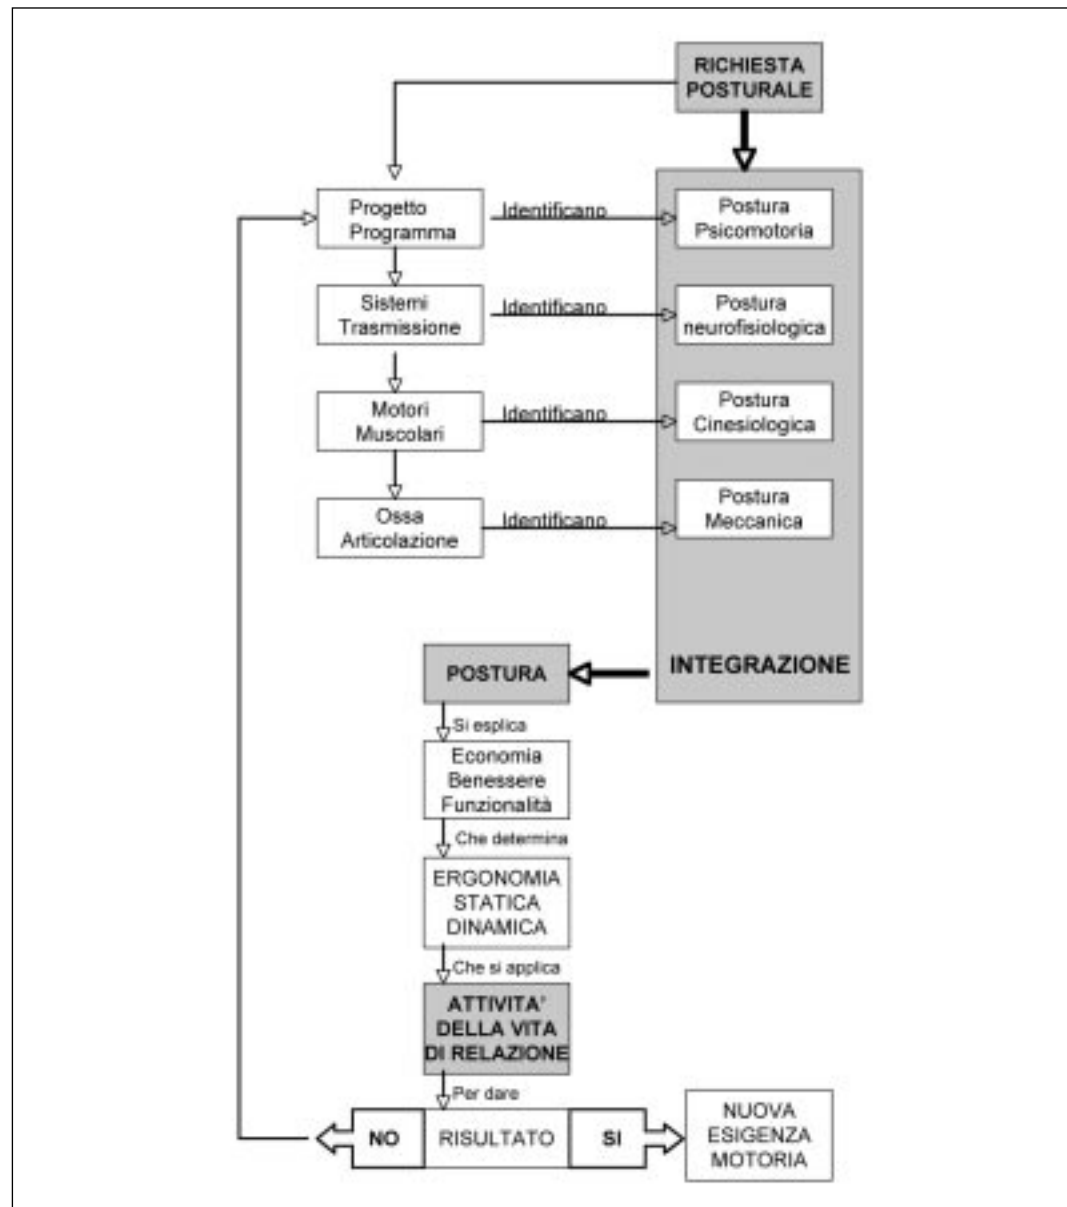 RICHIESTA
POSTURALE
Progetto
Programma
Identificano
Postura
Psicomotoria
Sistemi
Trasmissione
Identificano
Postura
neurofisiologica
Motori
Muscolari
Identificano
Postura
Cinesiologica
Ossa
Articolazione
Identificano
Postura
Meccanica
INTEGRAZIONE
POSTURA
Si esplica
Economia
Benessere
Funzionalità
Che determina
ERGONOMIA
STATICA
DINAMICA
Che si applica
ATTIVITA'
DELLA VITA
DI RELAZIONE
Per dare
NO
RISULTATO
SI
NUOVA
ESIGENZA
MOTORIA